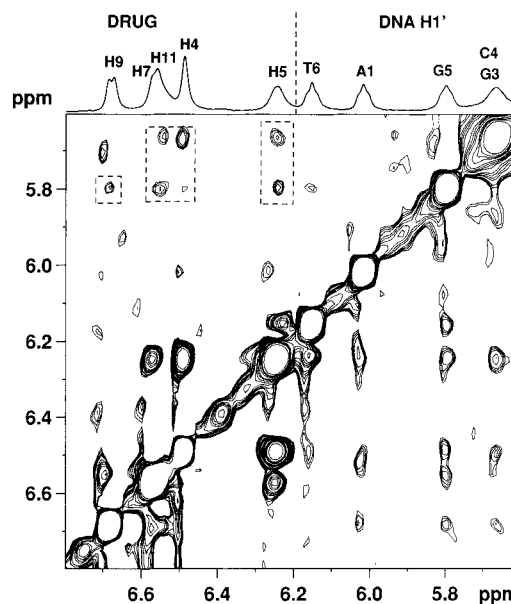 DRUG
DNA H1'
H9
H7
H11
H4
H5
T6
A1
G5
C4
G3
ppm
5.8
6.0
6.2
6.4
6.6
6.6
6.4
6.2
6.0
5.8
ppm